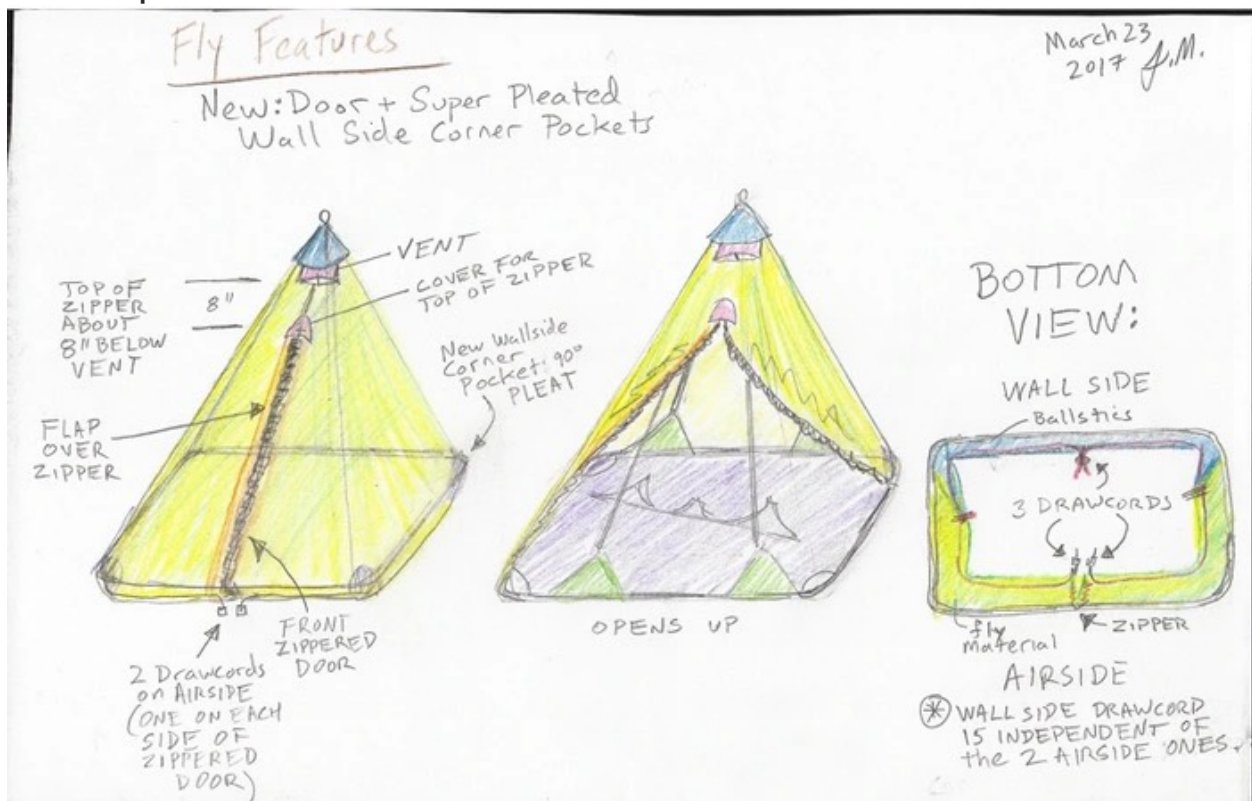 Fly Features
March 23
2017 J.M.
New: Door + Super Pleated
Wall Side Corner Pockets
TOP OF
ZIPPER
ABOUT
8" BELOW
VENT
8"
VENT
COVER FOR
TOP OF ZIPPER
New Wallside
Corner
Pocket: 90°
PLEAT
FLAP
OVER
ZIPPER
FRONT
ZIPPERED
DOOR
2 Drawcords
on AIRSIDE
(ONE ON EACH
SIDE OF
ZIPPERED
DOOR)
OPENS UP
BOTTOM
VIEW:
WALL SIDE
Ballstics
3 DRAWCORDS
fly
material
ZIPPER
AIRSIDE
* WALL SIDE DRAWCORD
IS INDEPENDENT OF
the 2 AIRSIDE ONES.